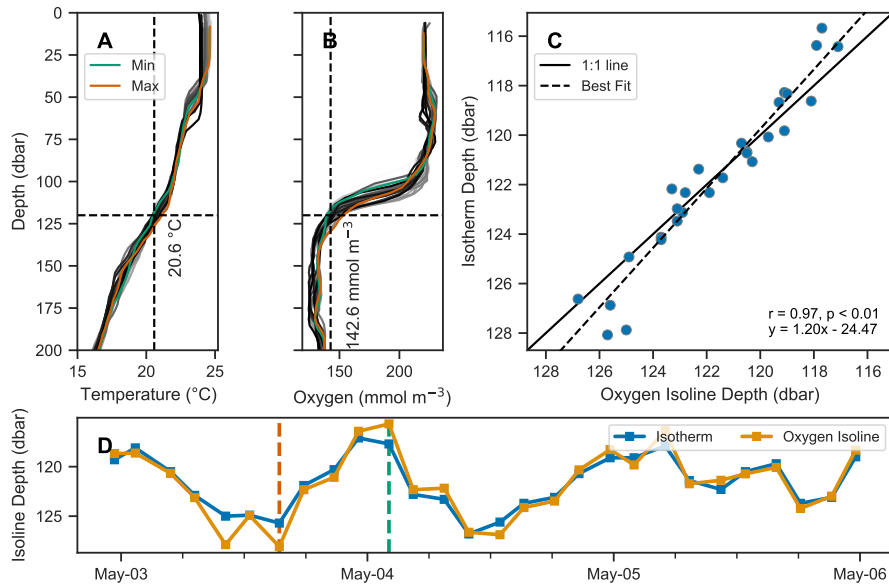 A
Min
Max
20.6 °C
0
25
50
75
100
125
150
175
200
Depth (dbar)
15
20
25
Temperature (°C)
B
142.6 mmol m⁻³
150
200
Oxygen (mmol m⁻³)
C
1:1 line
Best Fit
r = 0.97, p < 0.01
y = 1.20x - 24.47
116
118
120
122
124
126
128
Isotherm Depth (dbar)
128
126
124
122
120
118
116
Oxygen Isoline Depth (dbar)
D
Isotherm
Oxygen Isoline
120
125
Isoline Depth (dbar)
May-03
May-04
May-05
May-06